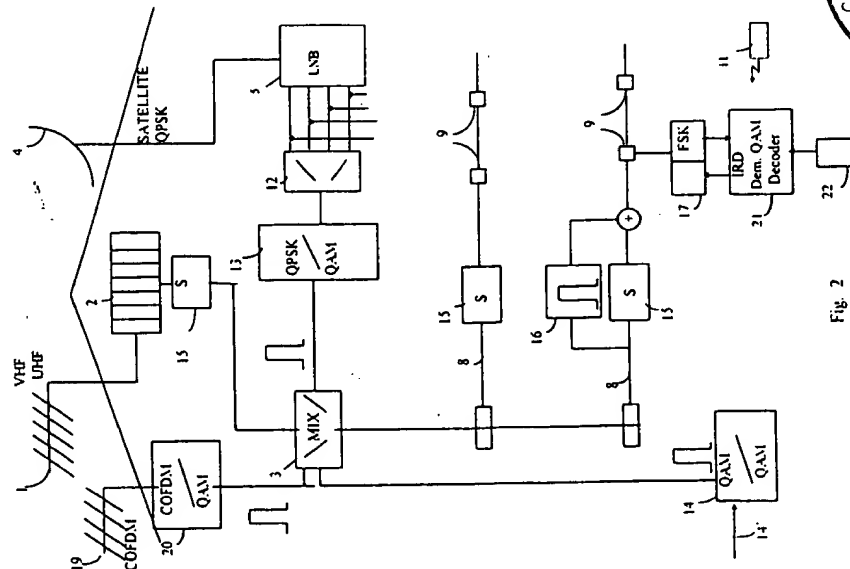 1
VHF
UHF
19
COFDM
4
SATELLITE
QPSK
2
S
15
COFDM
QAM
20
5
LNB
12
13
QPSK
QAM
3
MIX
9
15
S
8
16
S
15
8
9
11
FSK
17
IRD
Dem. QAM
Decoder
21
22
14
QAM
QAM
14'
Fig. 2
C